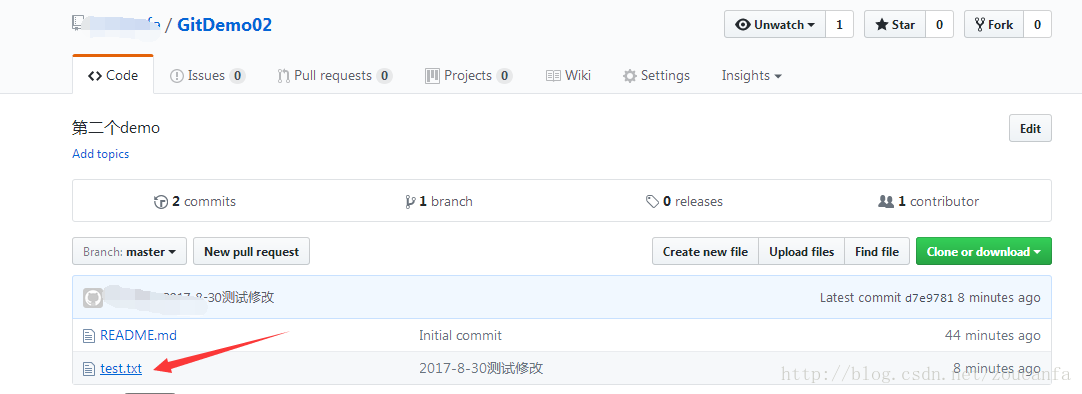 / GitDemo02
Unwatch 1 Star 0 Fork 0
Code Issues 0 Pull requests 0 Projects 0 Wiki Settings Insights
第二个demo
Edit
Add topics
2 commits 1 branch 0 releases 1 contributor
Branch: master New pull request Create new file Upload files Find file Clone or download
2017-8-30测试修改 Latest commit d7e9781 8 minutes ago
README.md Initial commit 44 minutes ago
test.txt 2017-8-30测试修改 8 minutes ago
http://blog.csdn.net/zoucanfa